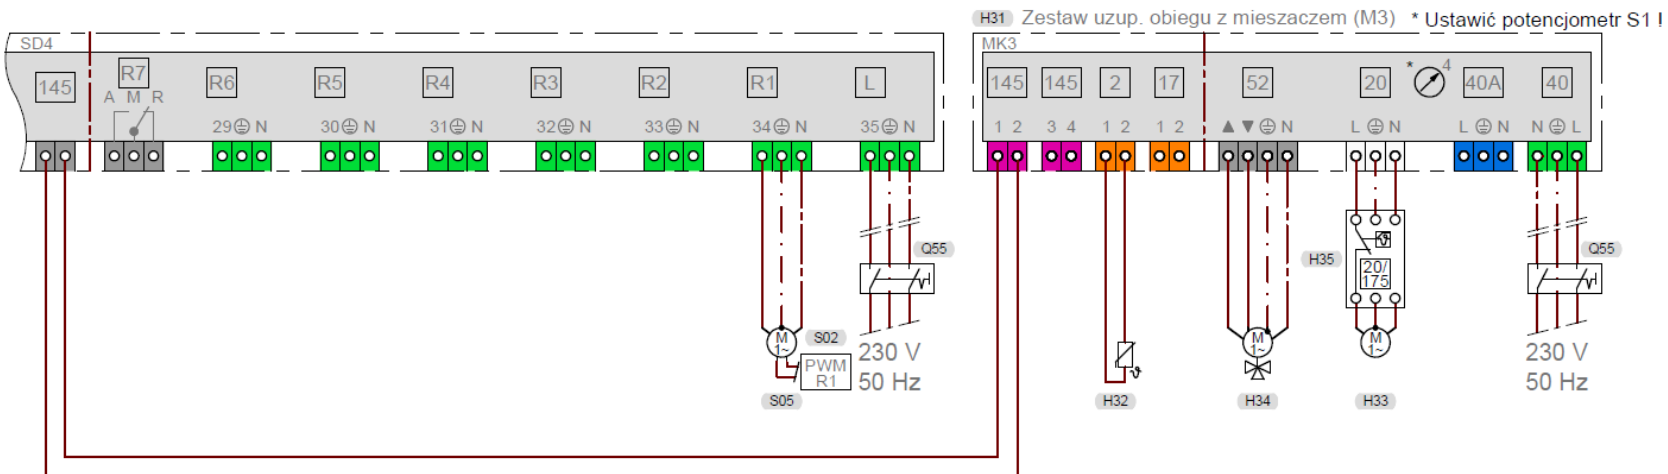 H31 Zestaw uzup. obiegu z mieszaczem (M3) * Ustawić potencjometr S1 !
SD4
MK3
145 R7 R6 R5 R4 R3 R2 R1 L
A M R
29 N 30 N 31 N 32 N 33 N 34 N 35 N
145 145 2 17 52 20 * 4 40A 40
1 2 3 4 1 2 1 2 ▲ ▼ N L N L N N L
Q55
H35
20/
175
Q55
M
1~
S02
PWM
R1
S05
230 V
50 Hz
ϑ
H32
M
1~
H34
M
1~
H33
230 V
50 Hz